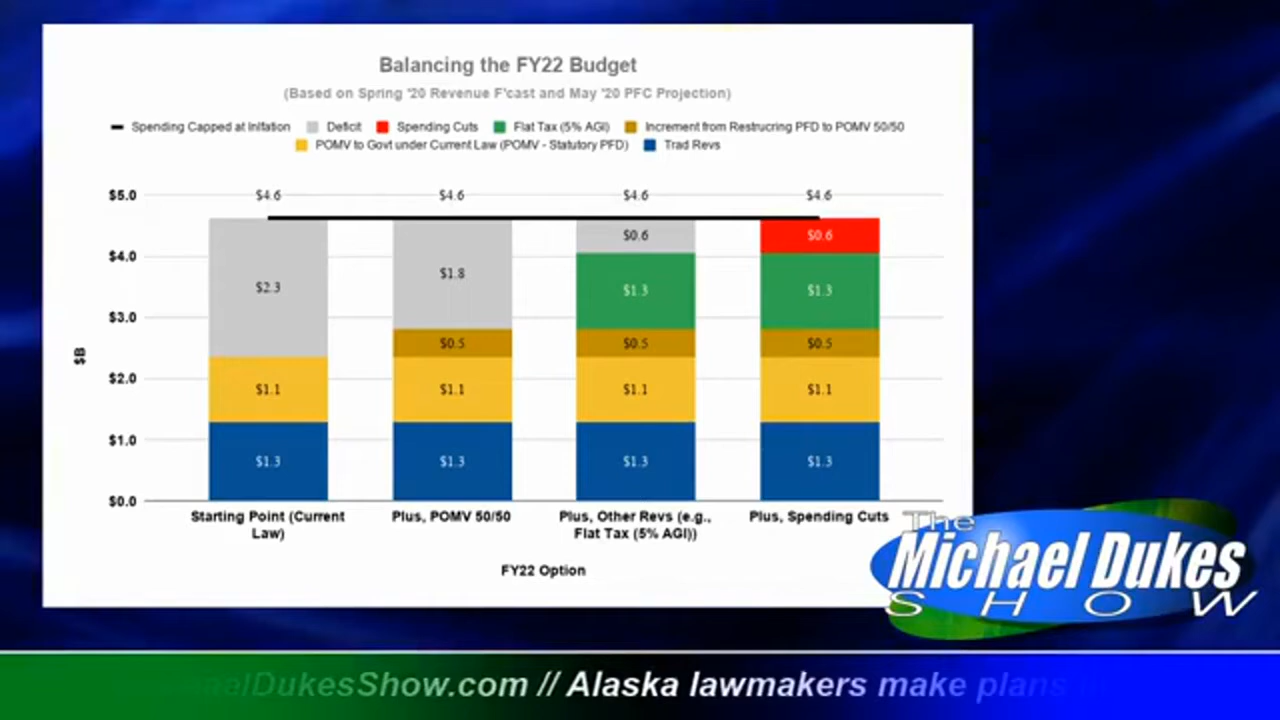 Balancing the FY22 Budget
(Based on Spring '20 Revenue F'cast and May '20 PFC Projection)
Spending Capped at Inlfation Deficit Spending Cuts Flat Tax (5% AGI) Increment from Restrucring PFD to POMV 50/50
POMV to Govt under Current Law (POMV - Statutory PFD) Trad Revs
$5.0 $4.6 $4.6 $4.6 $4.6
$0.6 $0.6
$4.0
$2.3 $1.8 $1.3 $1.3
$3.0
$0.5 $0.5 $0.5
$B
$2.0
$1.1 $1.1 $1.1 $1.1
$1.0
$1.3 $1.3 $1.3 $1.3
$0.0
Starting Point (Current Law) Plus, POMV 50/50 Plus, Other Revs (e.g., Flat Tax (5% AGI)) Plus, Spending Cuts
FY22 Option
The
Michael Dukes
SHOW
elDukesShow.com // Alaska lawmakers make plans